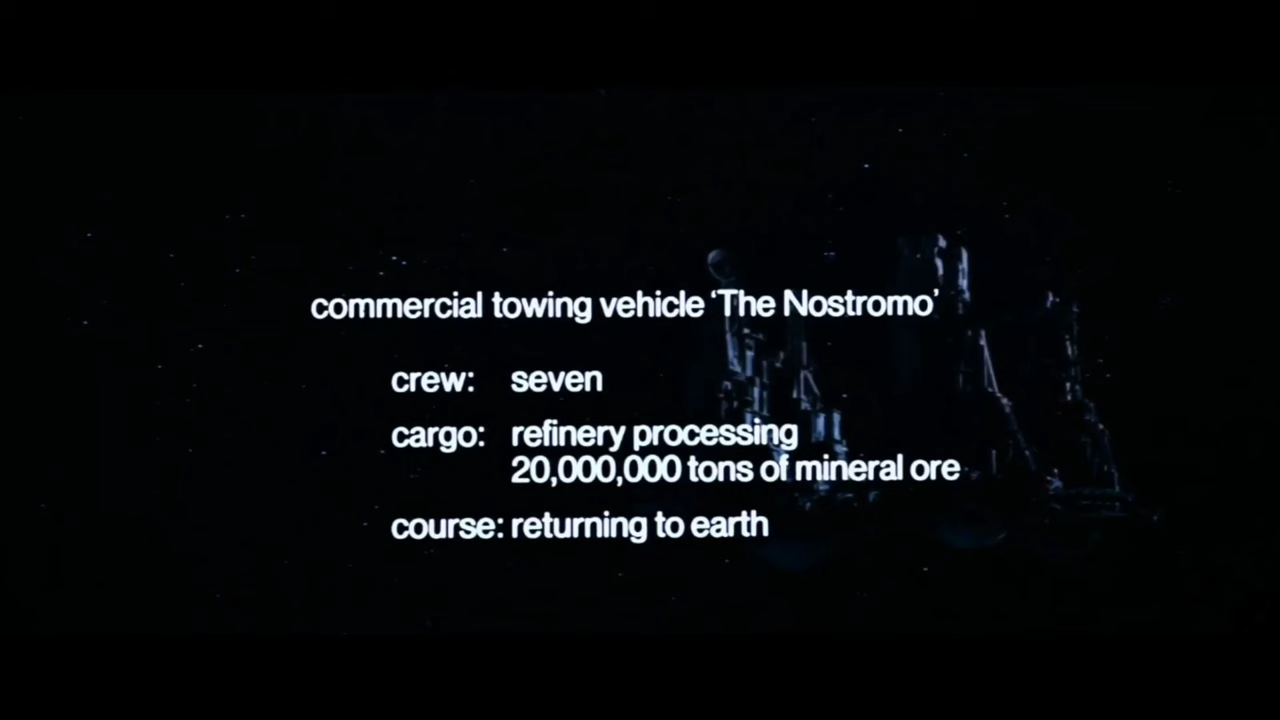 commercial towing vehicle ‘The Nostromo’
crew: seven
cargo: refinery processing
20,000,000 tons of mineral ore
course: returning to earth